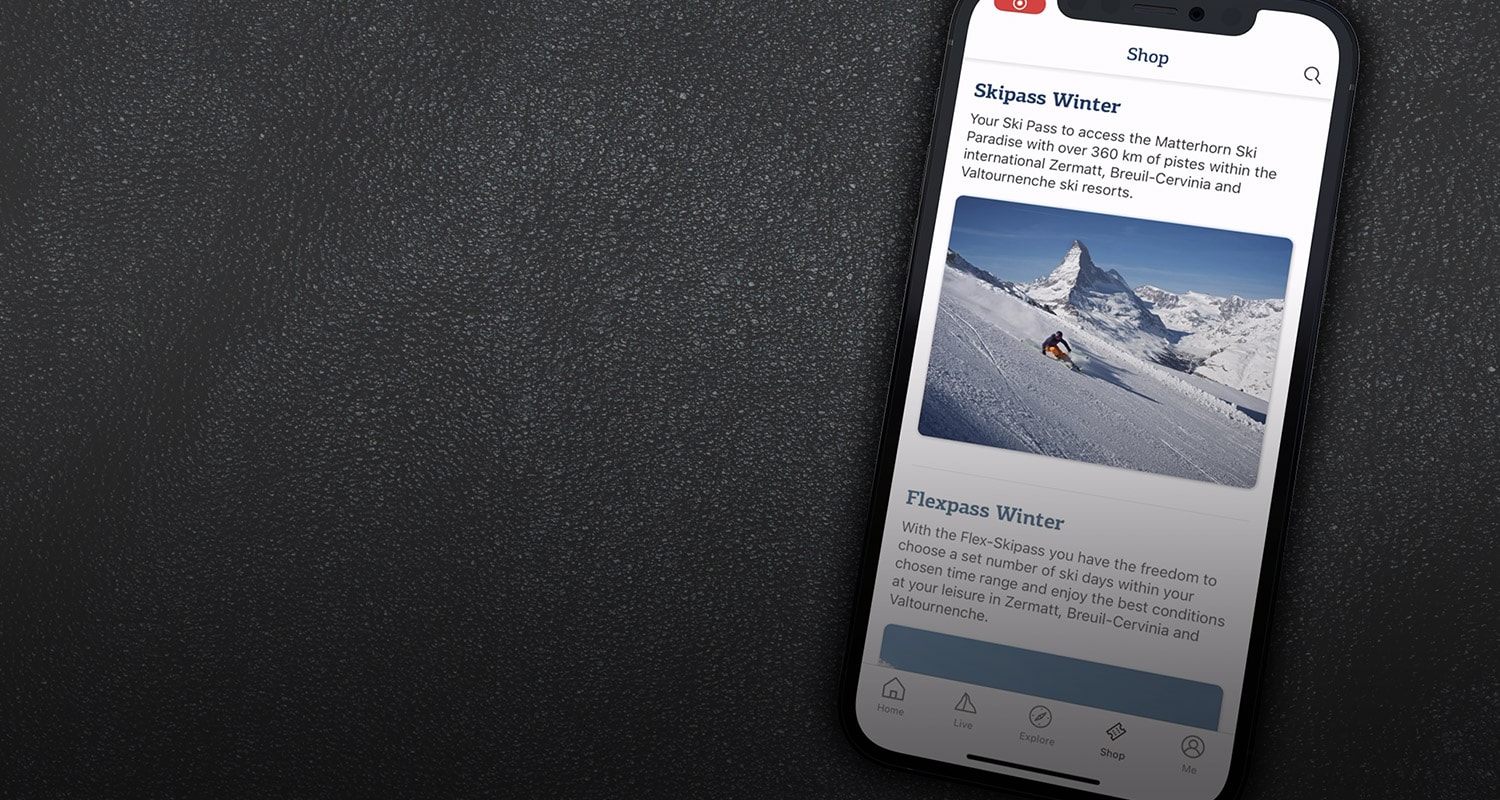 Shop
Skipass Winter
Your Ski Pass to access the Matterhorn Ski
Paradise with over 360 km of pistes within the
international Zermatt, Breuil-Cervinia and
Valtournenche ski resorts.
Flexpass Winter
With the Flex-Skipass you have the freedom to
choose a set number of ski days within your
chosen time range and enjoy the best conditions
at your leisure in Zermatt, Breuil-Cervinia and
Valtournenche.
Home
Live
Explore
Shop
Me